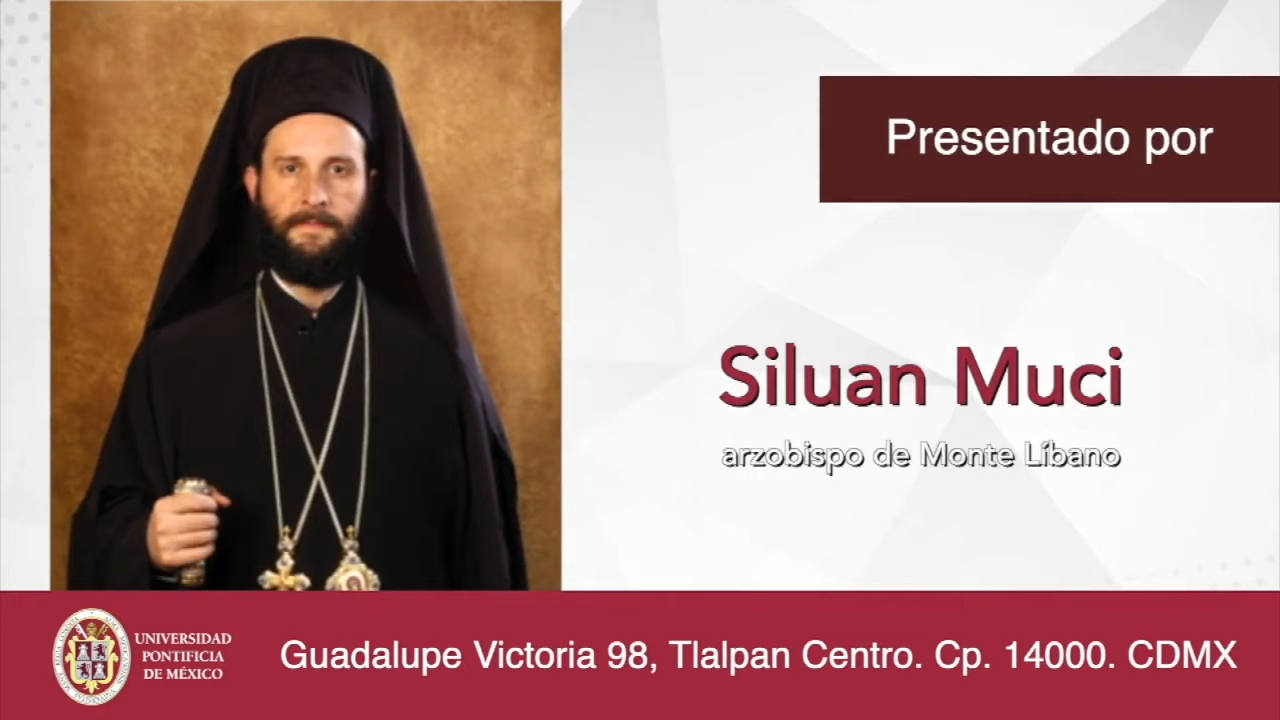 Presentado por
Siluan Muci
arzobispo de Monte Líbano
UNIVERSIDAD
PONTIFICIA
DE MÉXICO
Guadalupe Victoria 98, Tlalpan Centro. Cp. 14000. CDMX